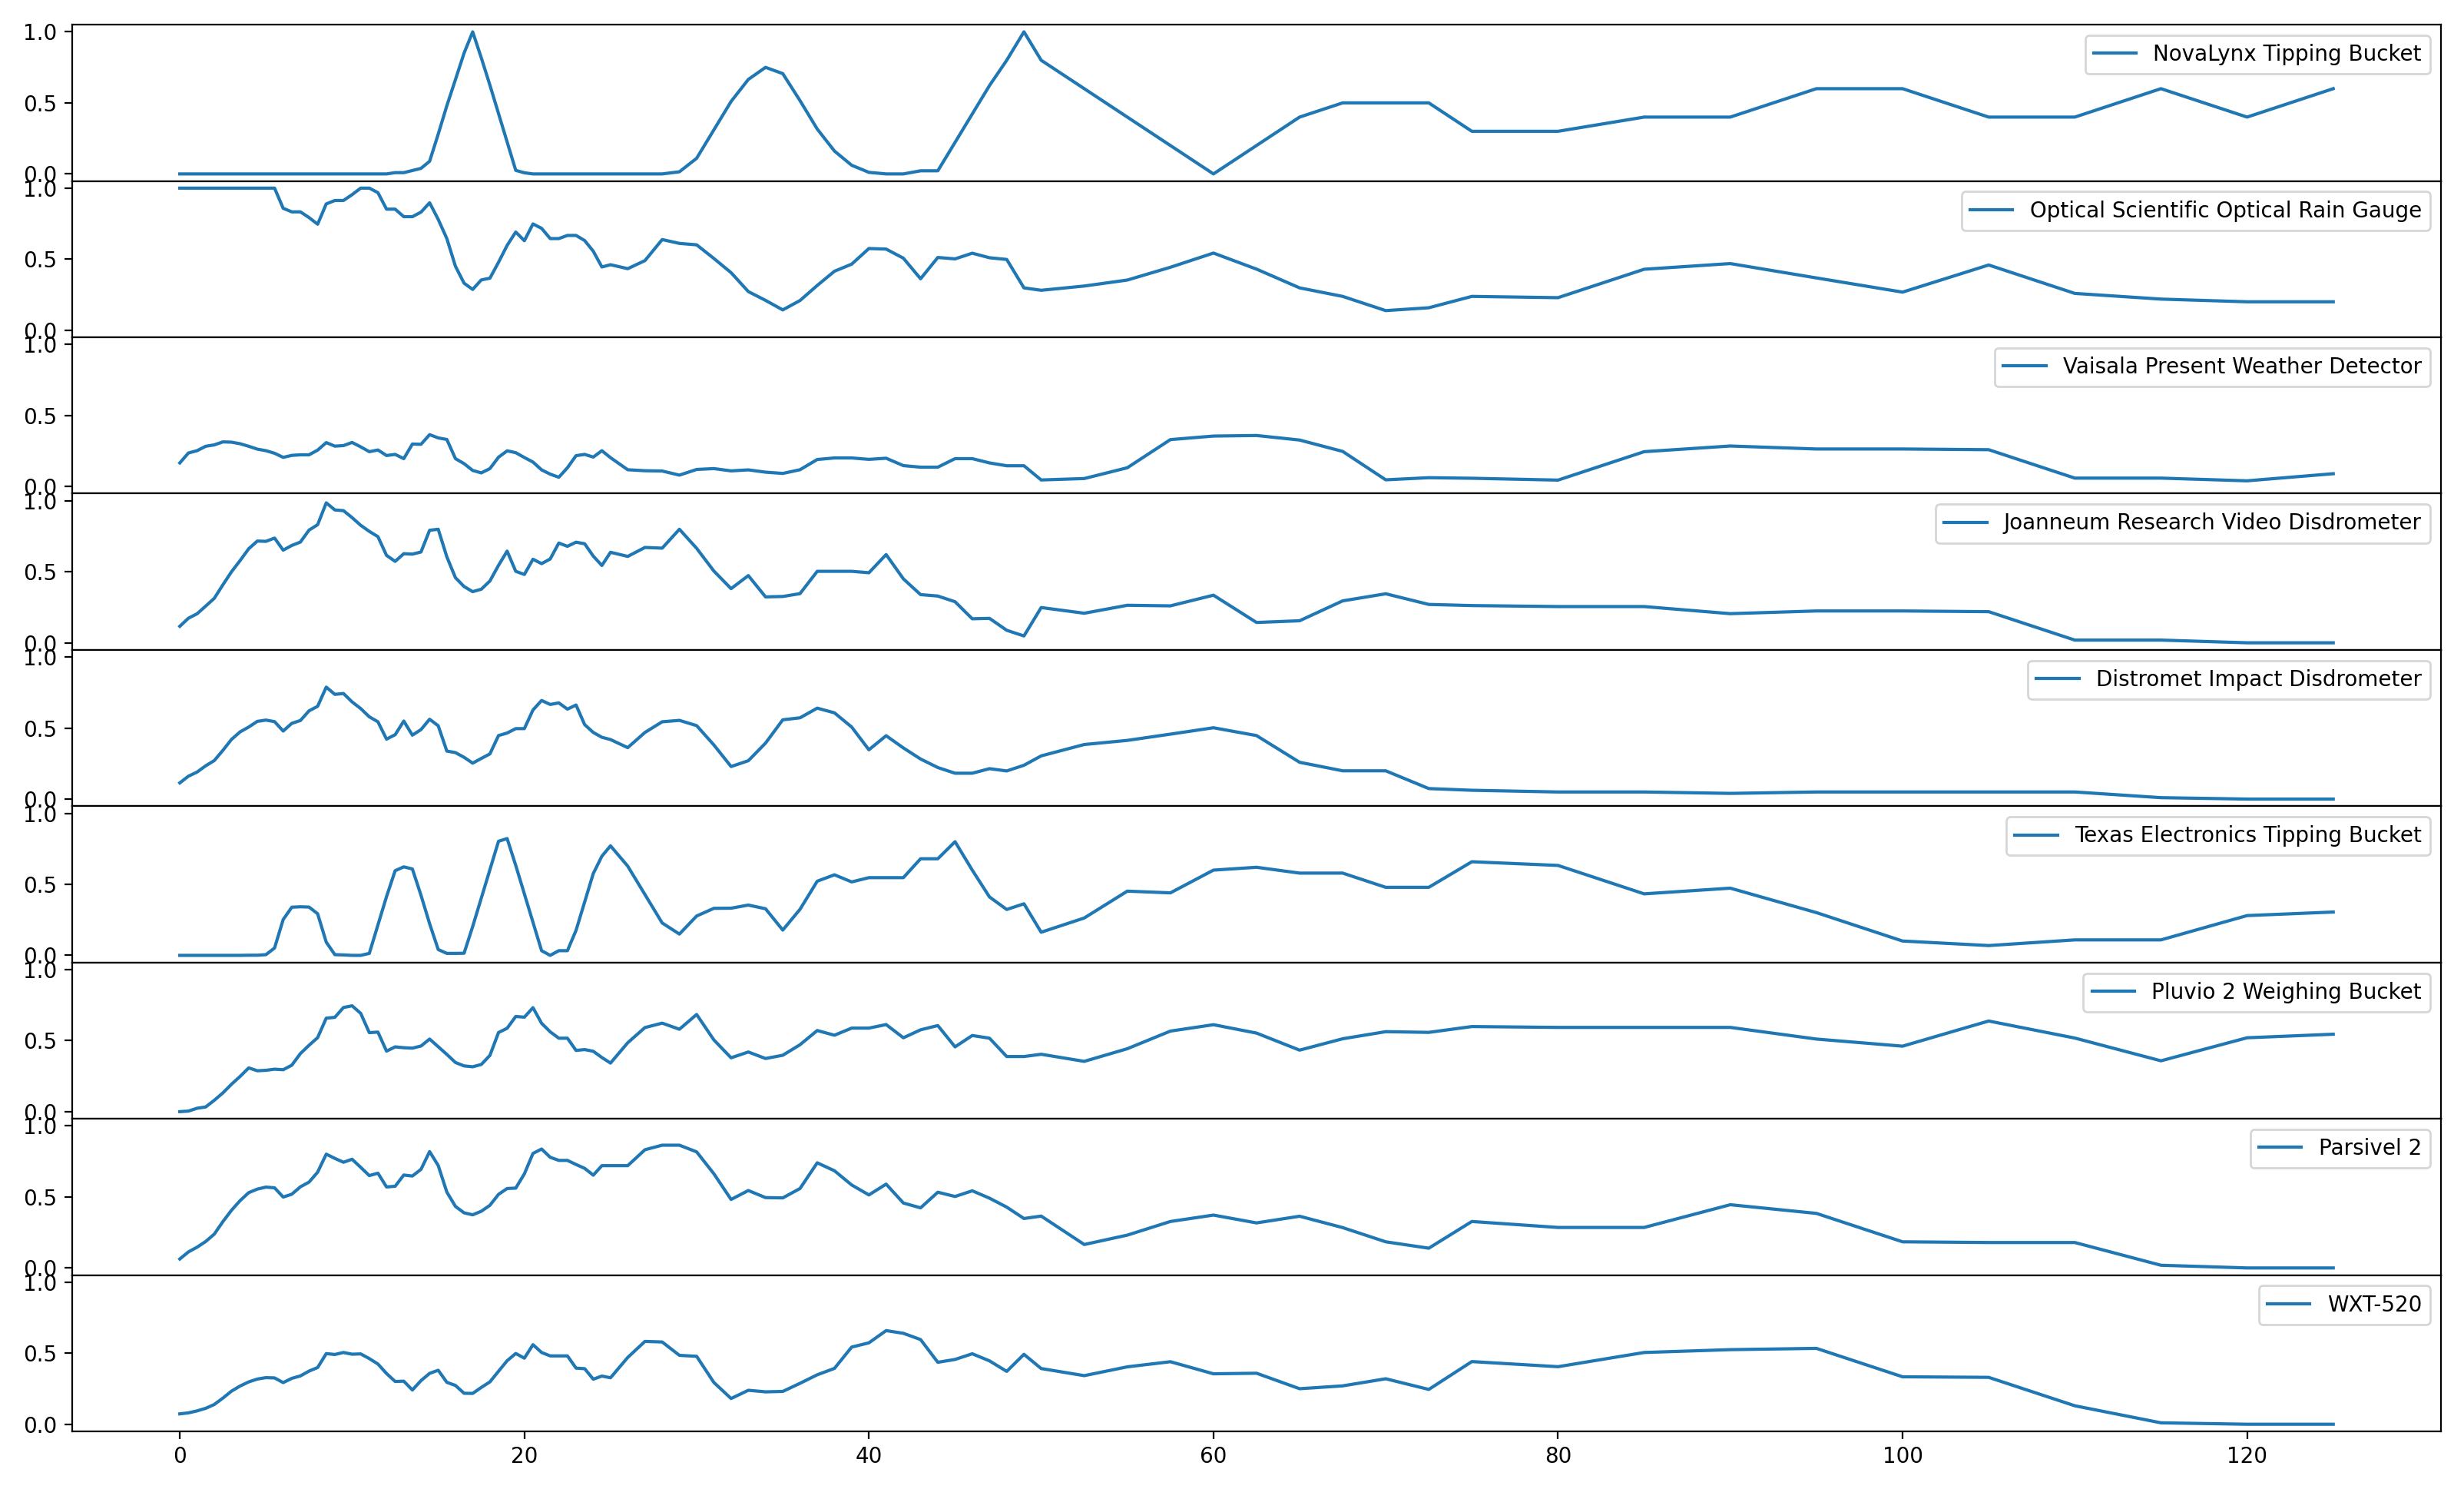 1.0
NovaLynx Tipping Bucket
0.5
0.0
1.0
Optical Scientific Optical Rain Gauge
0.5
0.0
1.0
Vaisala Present Weather Detector
0.5
0.0
1.0
Joanneum Research Video Disdrometer
0.5
0.0
1.0
Distromet Impact Disdrometer
0.5
0.0
1.0
Texas Electronics Tipping Bucket
0.5
0.0
1.0
Pluvio 2 Weighing Bucket
0.5
0.0
1.0
Parsivel 2
0.5
0.0
1.0
WXT-520
0.5
0.0
0 20 40 60 80 100 120